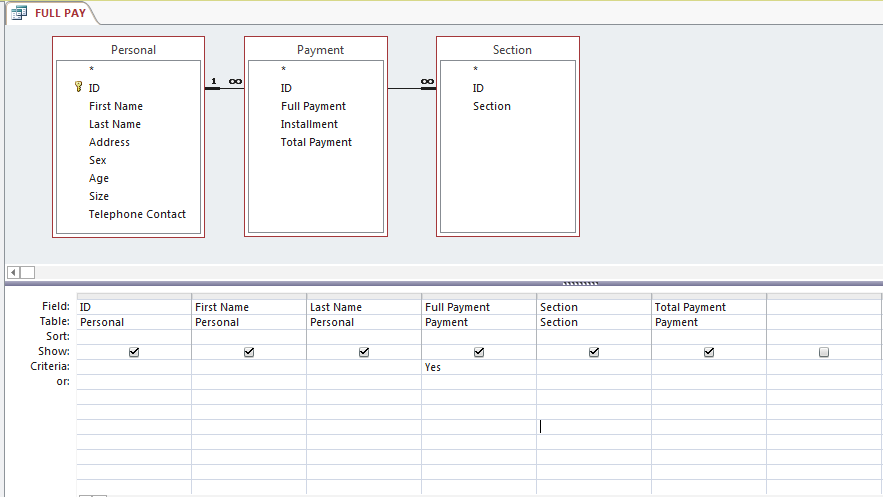 FULL PAY
Personal
*
ID
First Name
Last Name
Address
Sex
Age
Size
Telephone Contact
1 ∞
Payment
*
ID
Full Payment
Installment
Total Payment
∞
Section
*
ID
Section
Field: ID First Name Last Name Full Payment Section Total Payment
Table: Personal Personal Personal Payment Section Payment
Sort:
Show:
Criteria: Yes
or: